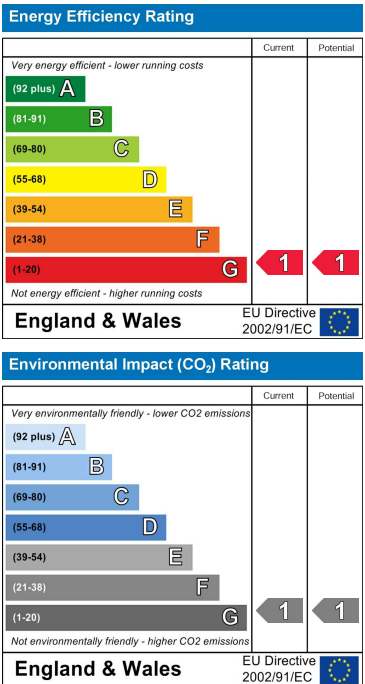 Energy Efficiency Rating
Current Potential
Very energy efficient - lower running costs
(92 plus) A
(81-91) B
(69-80) C
(55-68) D
(39-54) E
(21-38) F
(1-20) G 1 1
Not energy efficient - higher running costs
England & Wales EU Directive 2002/91/EC
Environmental Impact (CO2) Rating
Current Potential
Very environmentally friendly - lower CO2 emissions
(92 plus) A
(81-91) B
(69-80) C
(55-68) D
(39-54) E
(21-38) F
(1-20) G 1 1
Not environmentally friendly - higher CO2 emissions
England & Wales EU Directive 2002/91/EC